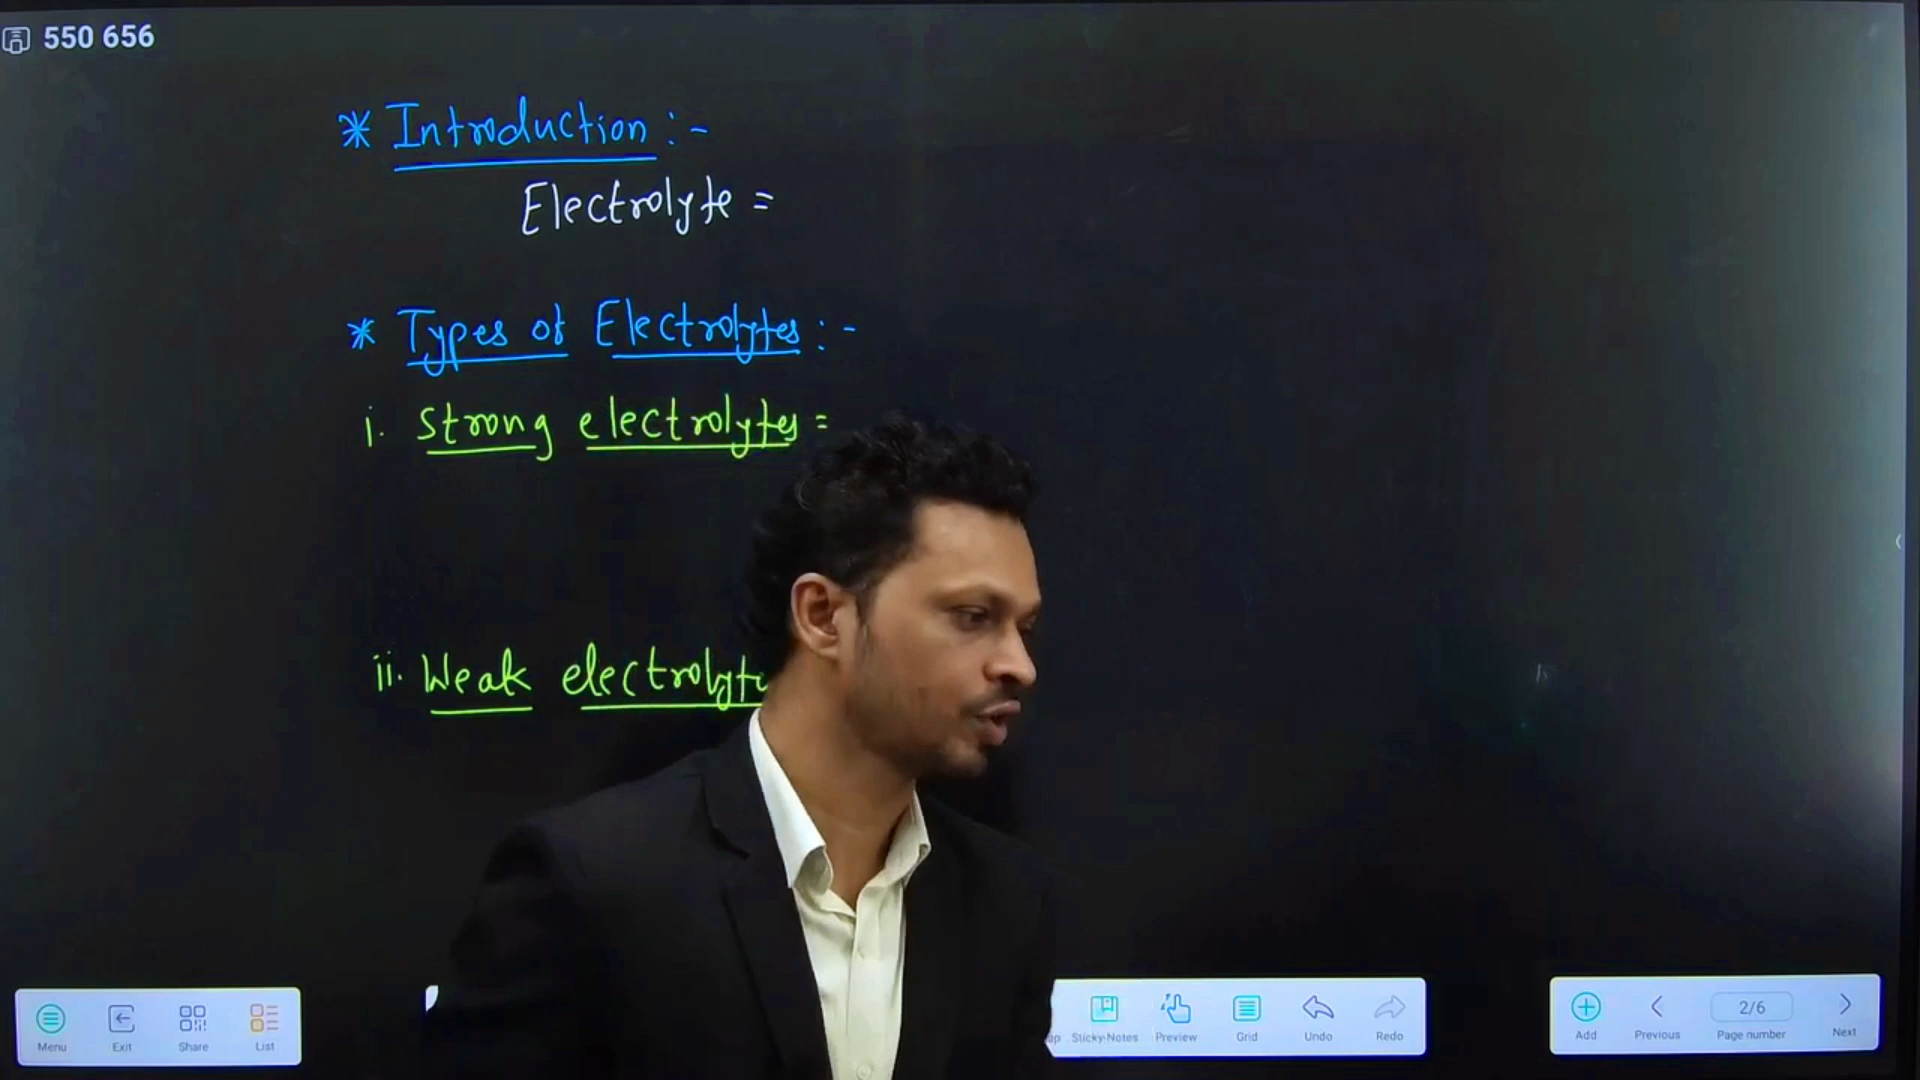 550 656
* Introduction :-
Electrolyte =
* Types of Electrolytes :-
i. Strong electrolytes =
ii. Weak
Menu
Exit
Share
List
Sticky-Notes
Preview
Grid
Undo
Redo
Add
Previous
2/6
Page number
Next